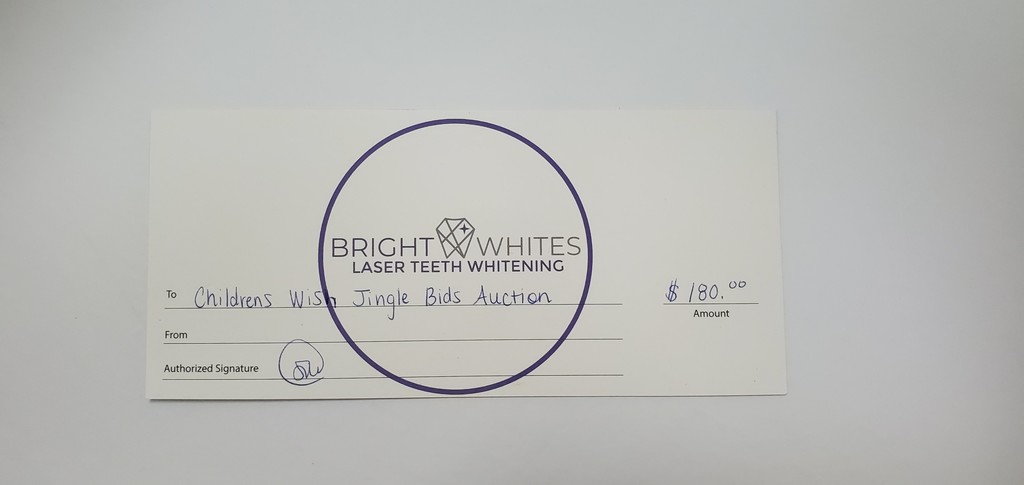 BRIGHT WHITES
LASER TEETH WHITENING
To Childrens Wish Jingle Bids Auction $ 180.00
Amount
From
Authorized Signature